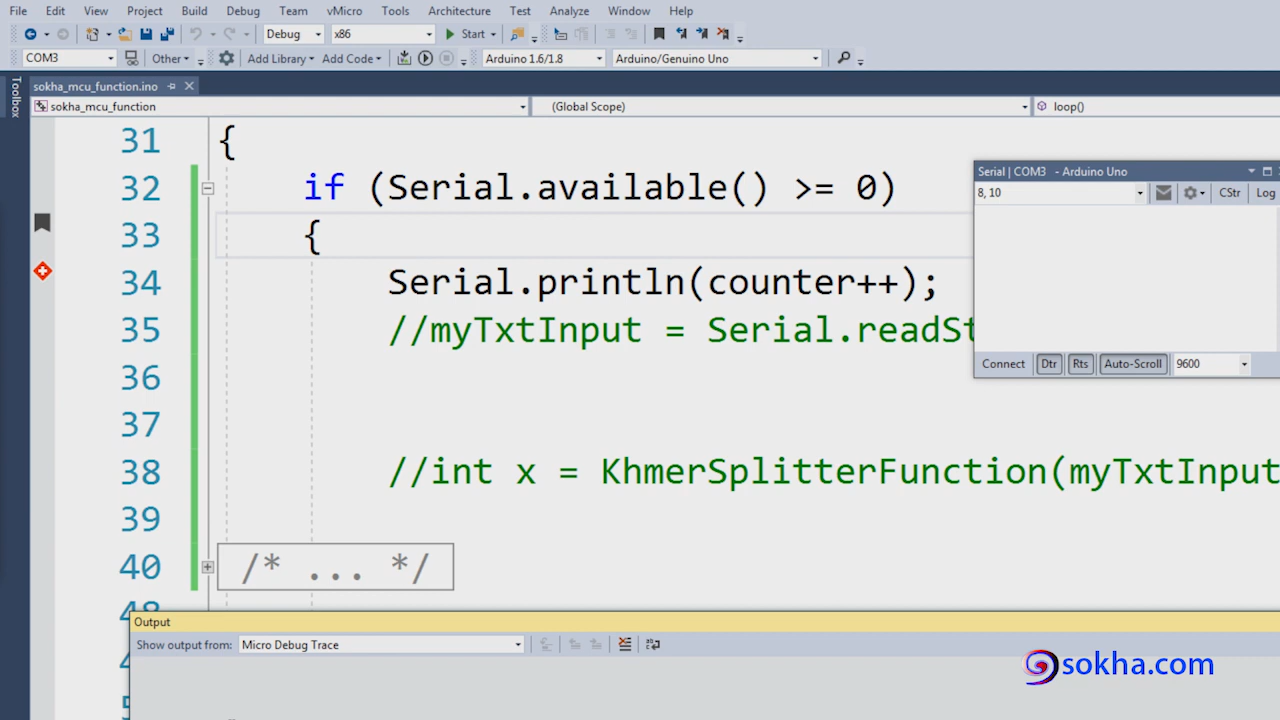 File Edit View Project Build Debug Team vMicro Tools Architecture Test Analyze Window Help
Debug x86 Start
COM3 Other Add Library Add Code Arduino 1.6/1.8 Arduino/Genuino Uno
Toolbox
sokha_mcu_function.ino
sokha_mcu_function (Global Scope) loop()
31 {
32 if (Serial.available() >= 0)
33 {
34 Serial.println(counter++);
35 //myTxtInput = Serial.readSt
36
37
38 //int x = KhmerSplitterFunction(myTxtInput
39
40 /* ... */
48
Serial | COM3 - Arduino Uno
8, 10 CStr Log
Connect Dtr Rts Auto-Scroll 9600
Output
Show output from: Micro Debug Trace
sokha.com